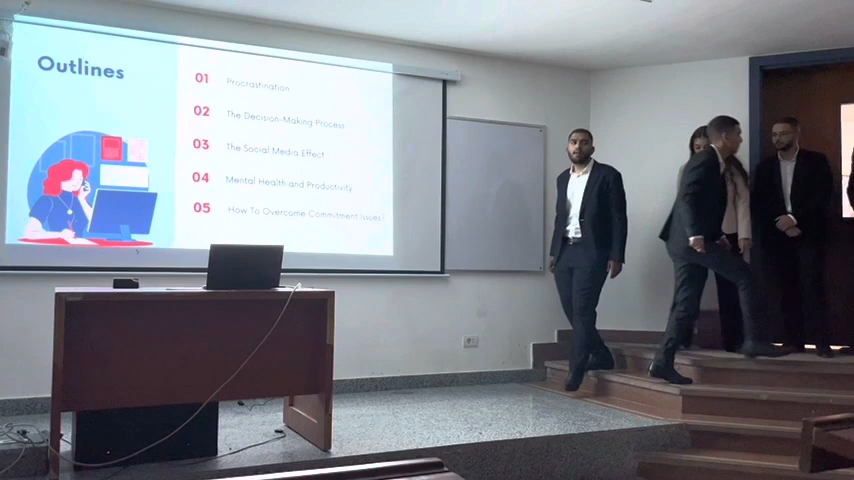 Outlines
01 Procrastination
02 The Decision-Making Process
03 The Social Media Effect
04 Mental Health and Productivity
05 How To Overcome Commitment Issues?